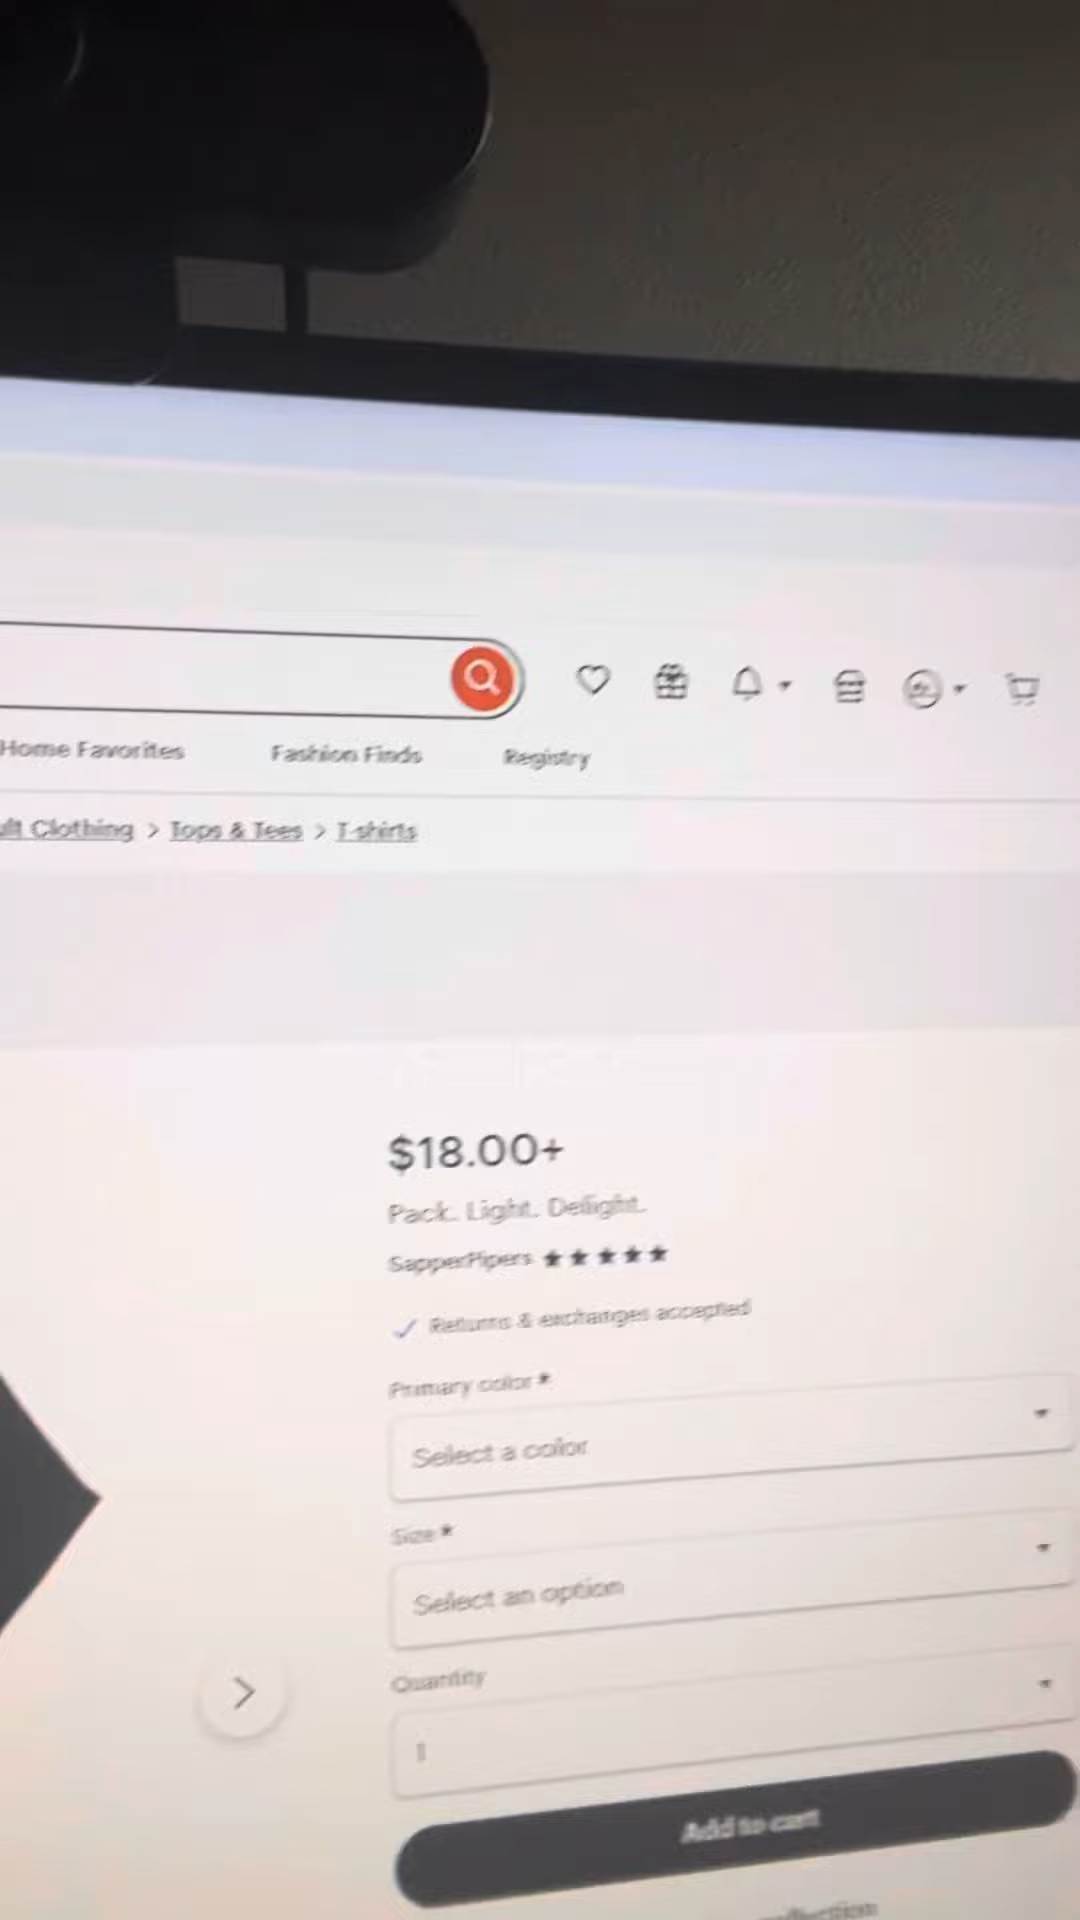 Home Favorites Fashion Finds Registry
ult Clothing > Tops & Tees > T-shirts
$18.00+
Pack. Light. Delight.
SapperPipers ★★★★★
Returns & exchanges accepted
Primary color *
Select a color
Size *
Select an option
Quantity
1
Add to cart